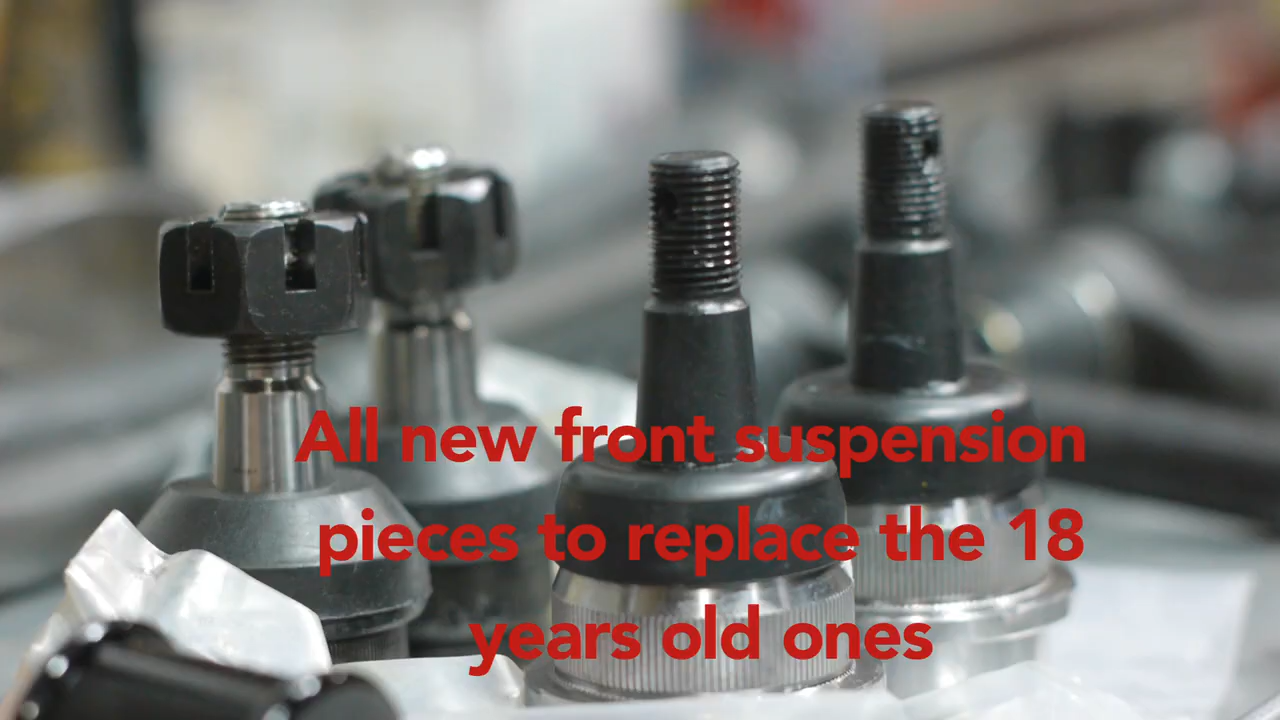 All new front suspension
pieces to replace the 18
years old ones